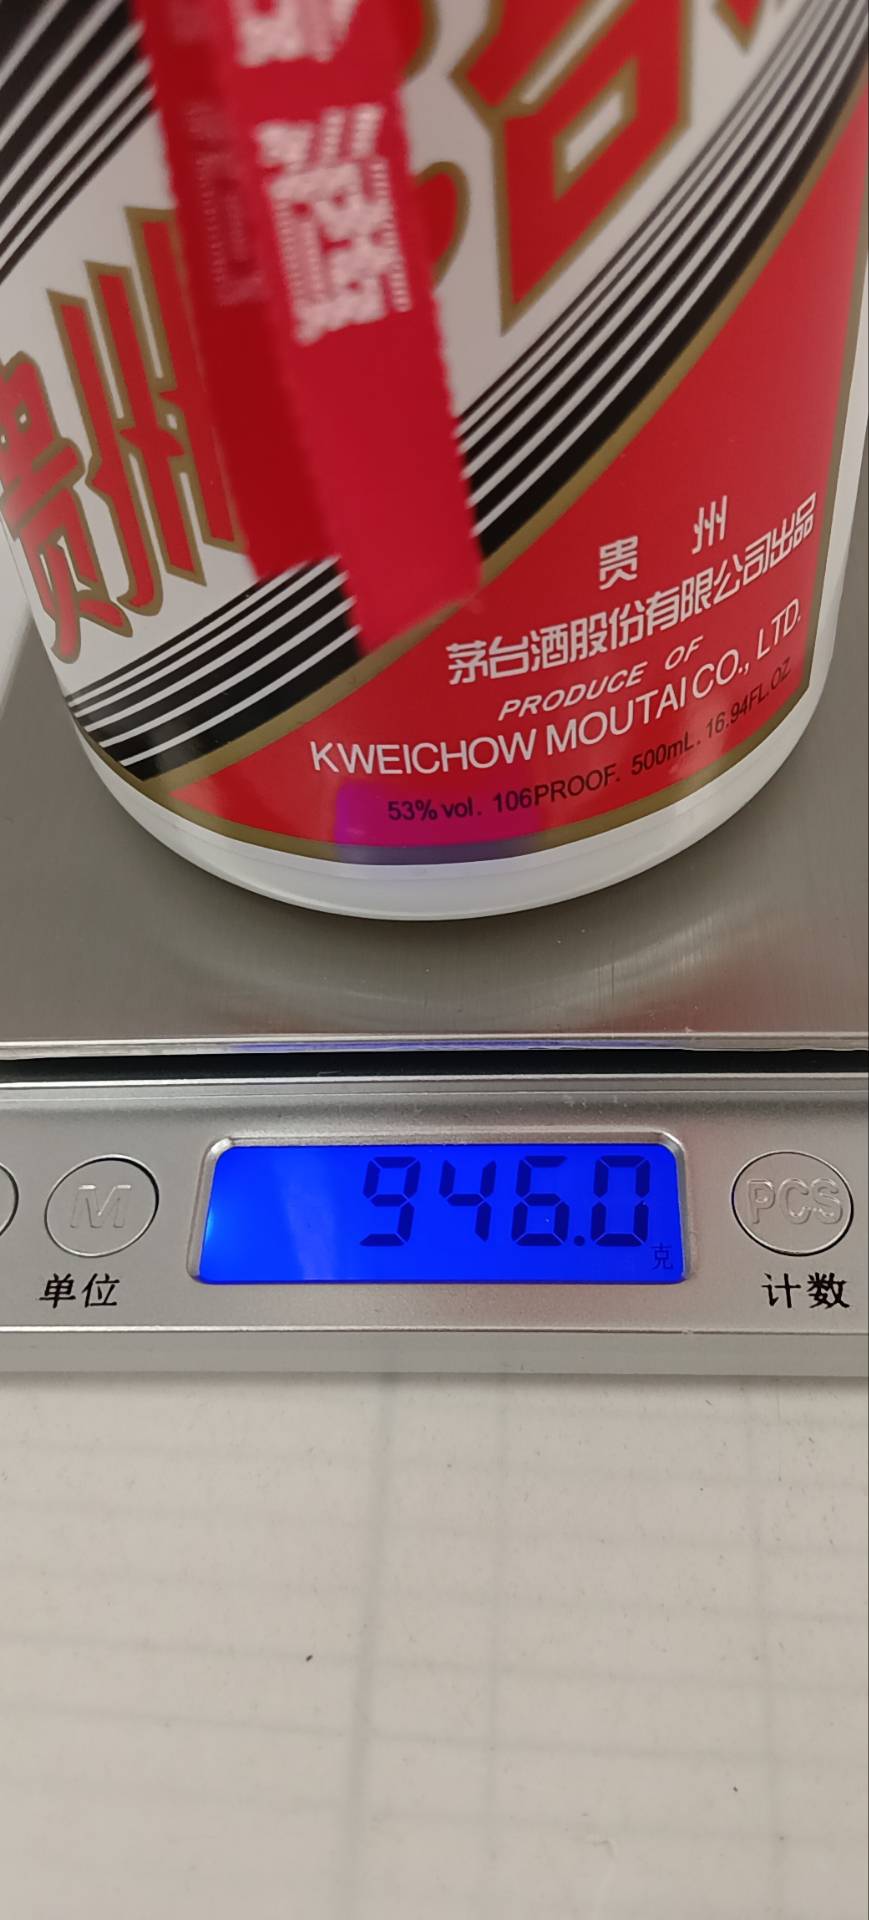 贵州
贵州
茅台酒股份有限公司出品
PRODUCE OF
KWEICHOW MOUTAI CO., LTD.
53% vol. 106PROOF. 500mL. 16.94FL.OZ
946.0
克
M
PCS
单位
计数